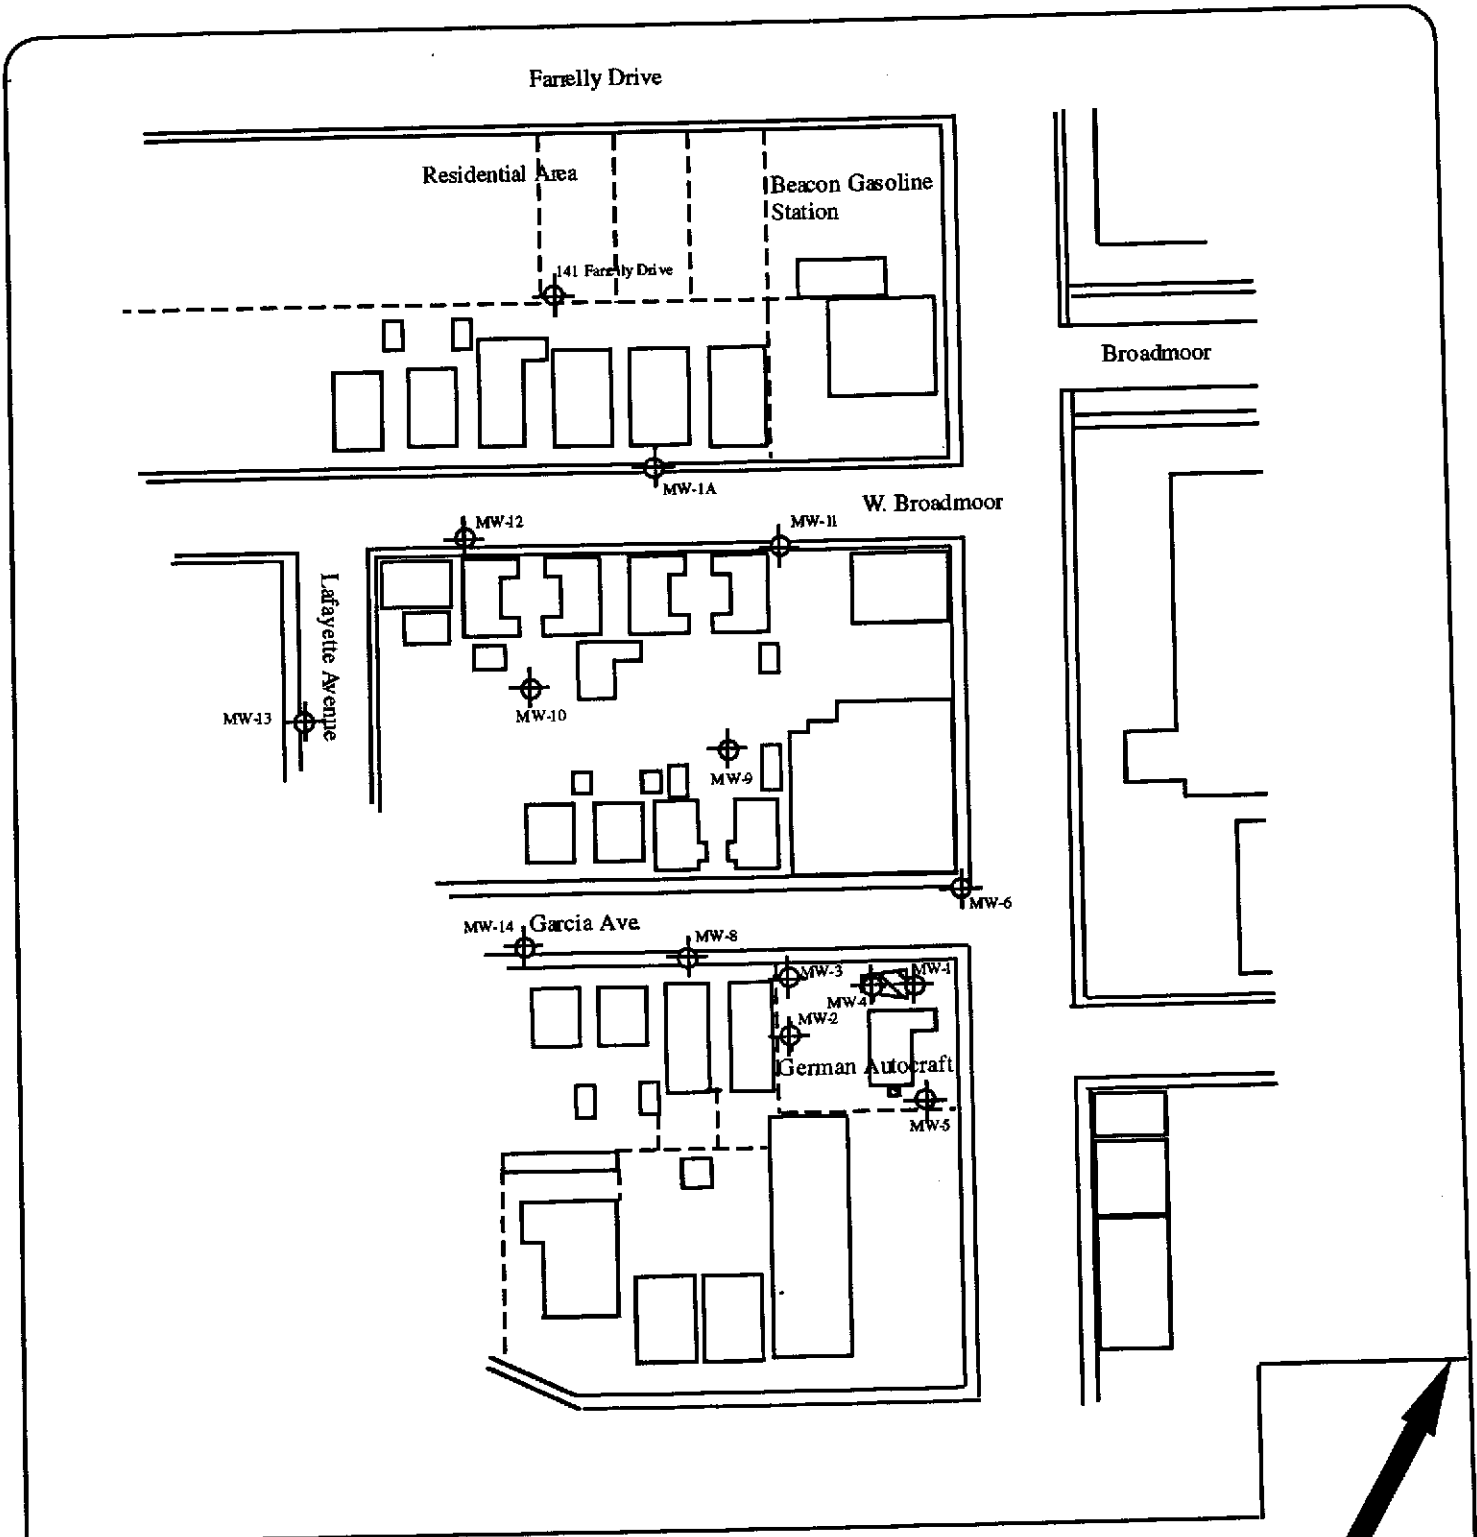 Farrelly Drive
Residential Area
Beacon Gasoline
Station
141 Farrelly Drive
Broadmoor
MW-1A
W. Broadmoor
MW-12
MW-11
Lafayette Avenue
MW-13
MW-10
MW-9
MW-6
MW-14
Garcia Ave.
MW-8
MW-3
MW-1
MW-4
MW-2
German Autocraft
MW-5